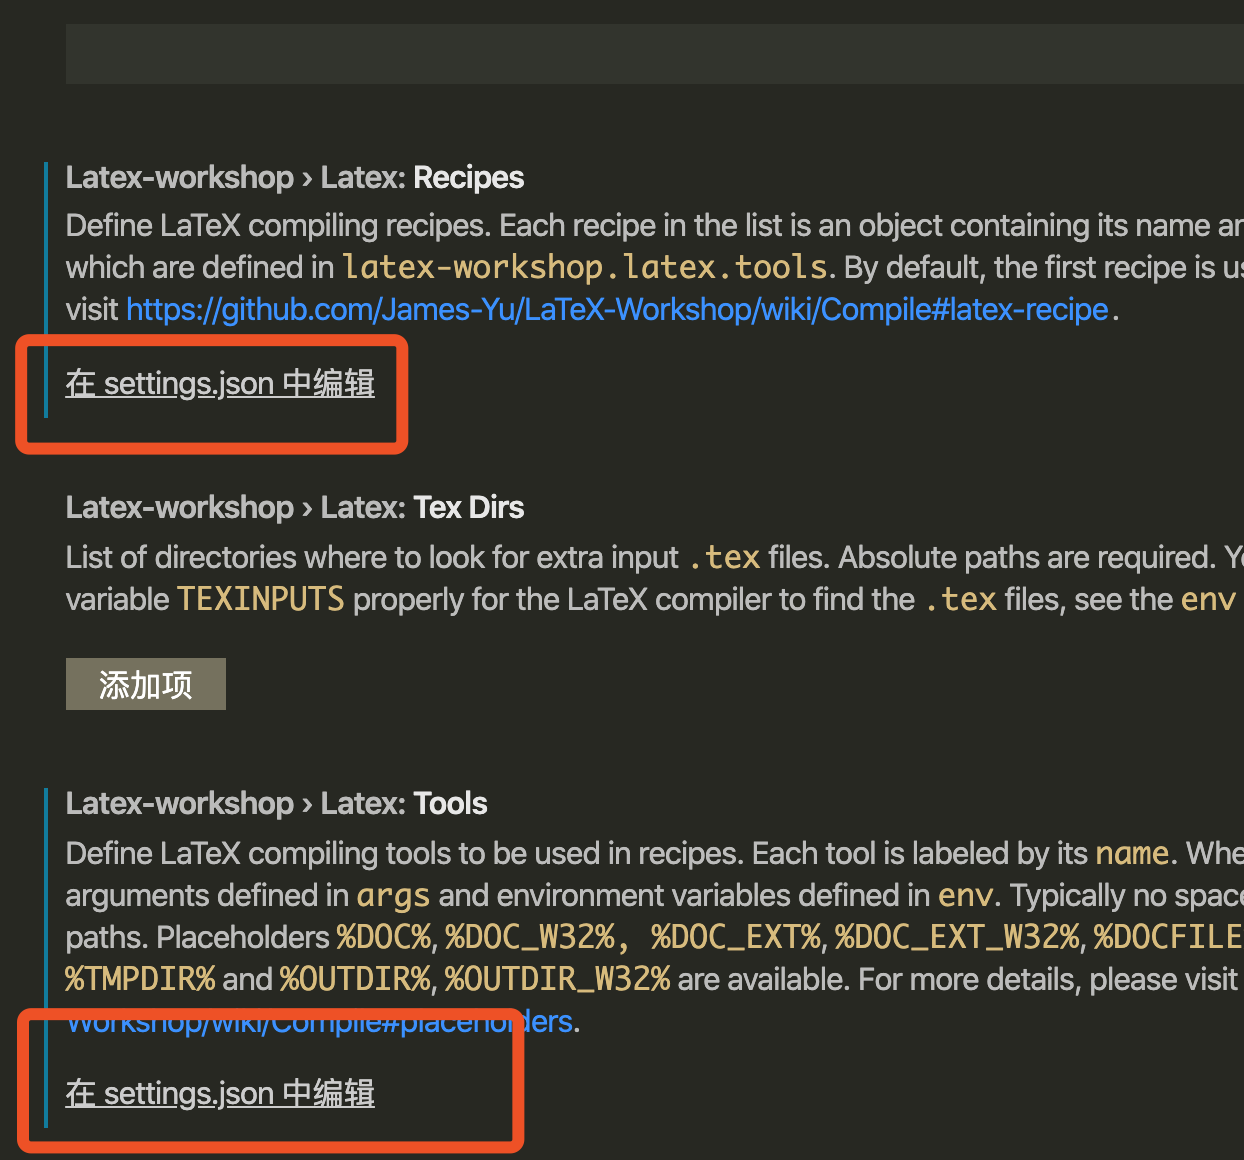 Latex-workshop › Latex: Recipes
Define LaTeX compiling recipes. Each recipe in the list is an object containing its name
which are defined in latex-workshop.latex.tools. By default, the first recipe is
visit https://github.com/James-Yu/LaTeX-Workshop/wiki/Compile#latex-recipe.
在 settings.json 中编辑
Latex-workshop › Latex: Tex Dirs
List of directories where to look for extra input .tex files. Absolute paths are required.
variable TEXINPUTS properly for the LaTeX compiler to find the .tex files, see the env
添加项
Latex-workshop › Latex: Tools
Define LaTeX compiling tools to be used in recipes. Each tool is labeled by its name.
arguments defined in args and environment variables defined in env. Typically no
paths. Placeholders %DOC%, %DOC_W32%, %DOC_EXT%, %DOC_EXT_W32%, %DOCFILE
%TMPDIR% and %OUTDIR%, %OUTDIR_W32% are available. For more details, please visit
Workshop/wiki/Compile#placeholders.
在 settings.json 中编辑